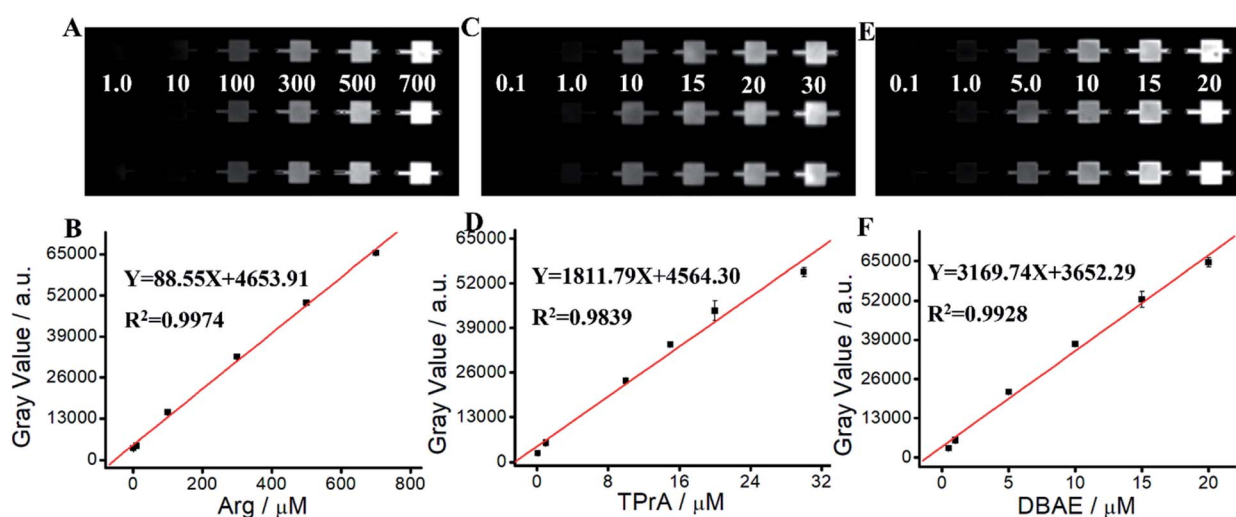 A
1.0 10 100 300 500 700
C
0.1 1.0 10 15 20 30
E
0.1 1.0 5.0 10 15 20
B
Gray Value / a.u.
65000
52000
39000
26000
13000
0
Y=88.55X+4653.91
R²=0.9974
0 200 400 600 800
Arg / μM
D
Gray Value / a.u.
65000
52000
39000
26000
13000
0
Y=1811.79X+4564.30
R²=0.9839
0 8 16 24 32
TPrA / μM
F
Gray Value / a.u.
65000
52000
39000
26000
13000
0
Y=3169.74X+3652.29
R²=0.9928
0 5 10 15 20
DBAE / μM